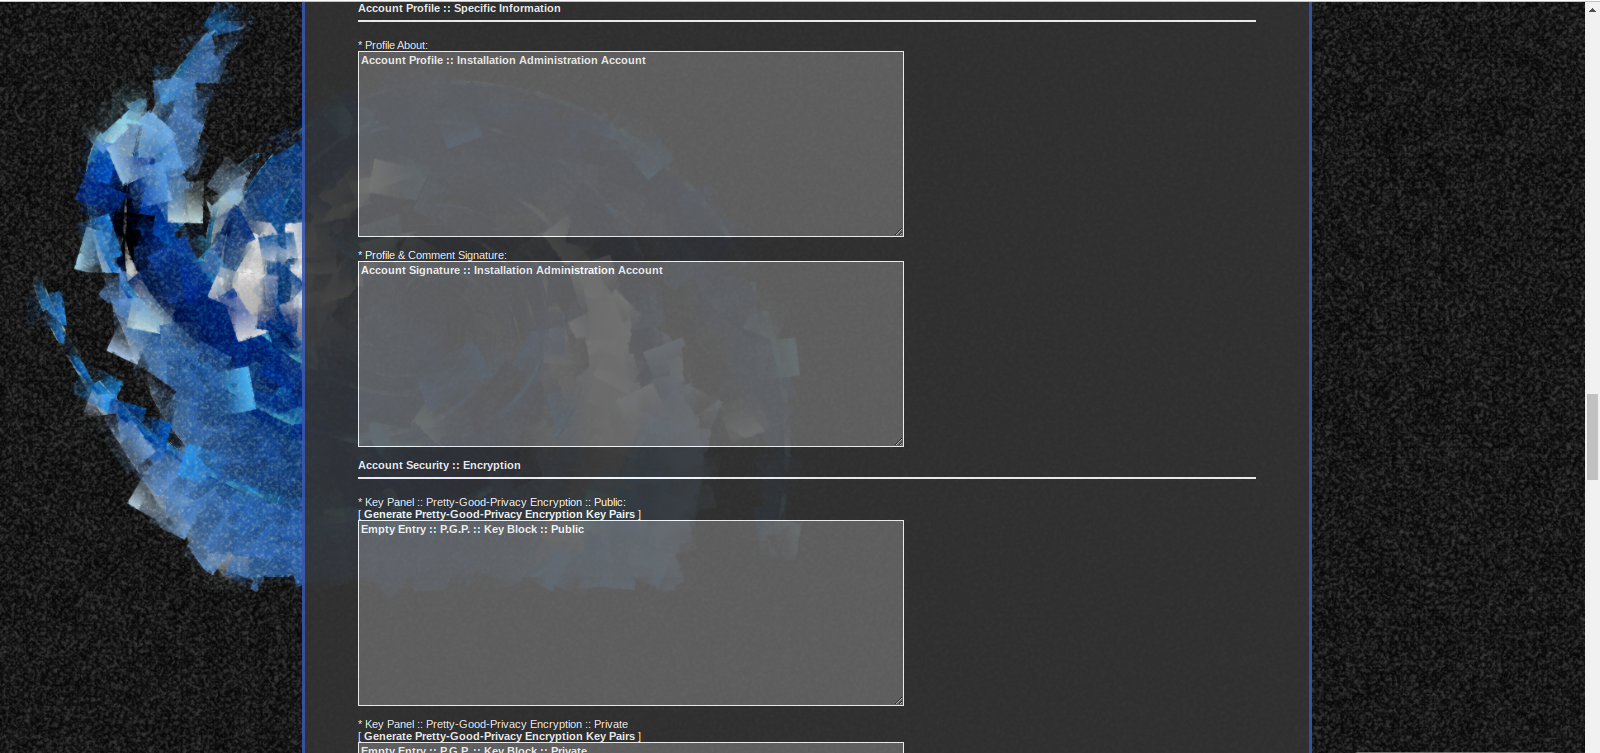 Account Profile :: Specific Information
* Profile About:
Account Profile :: Installation Administration Account
* Profile & Comment Signature:
Account Signature :: Installation Administration Account
Account Security :: Encryption
* Key Panel :: Pretty-Good-Privacy Encryption :: Public:
[ Generate Pretty-Good-Privacy Encryption Key Pairs ]
Empty Entry :: P.G.P. :: Key Block :: Public
* Key Panel :: Pretty-Good-Privacy Encryption :: Private
[ Generate Pretty-Good-Privacy Encryption Key Pairs ]
Empty Entry :: P.G.P. :: Key Block :: Private